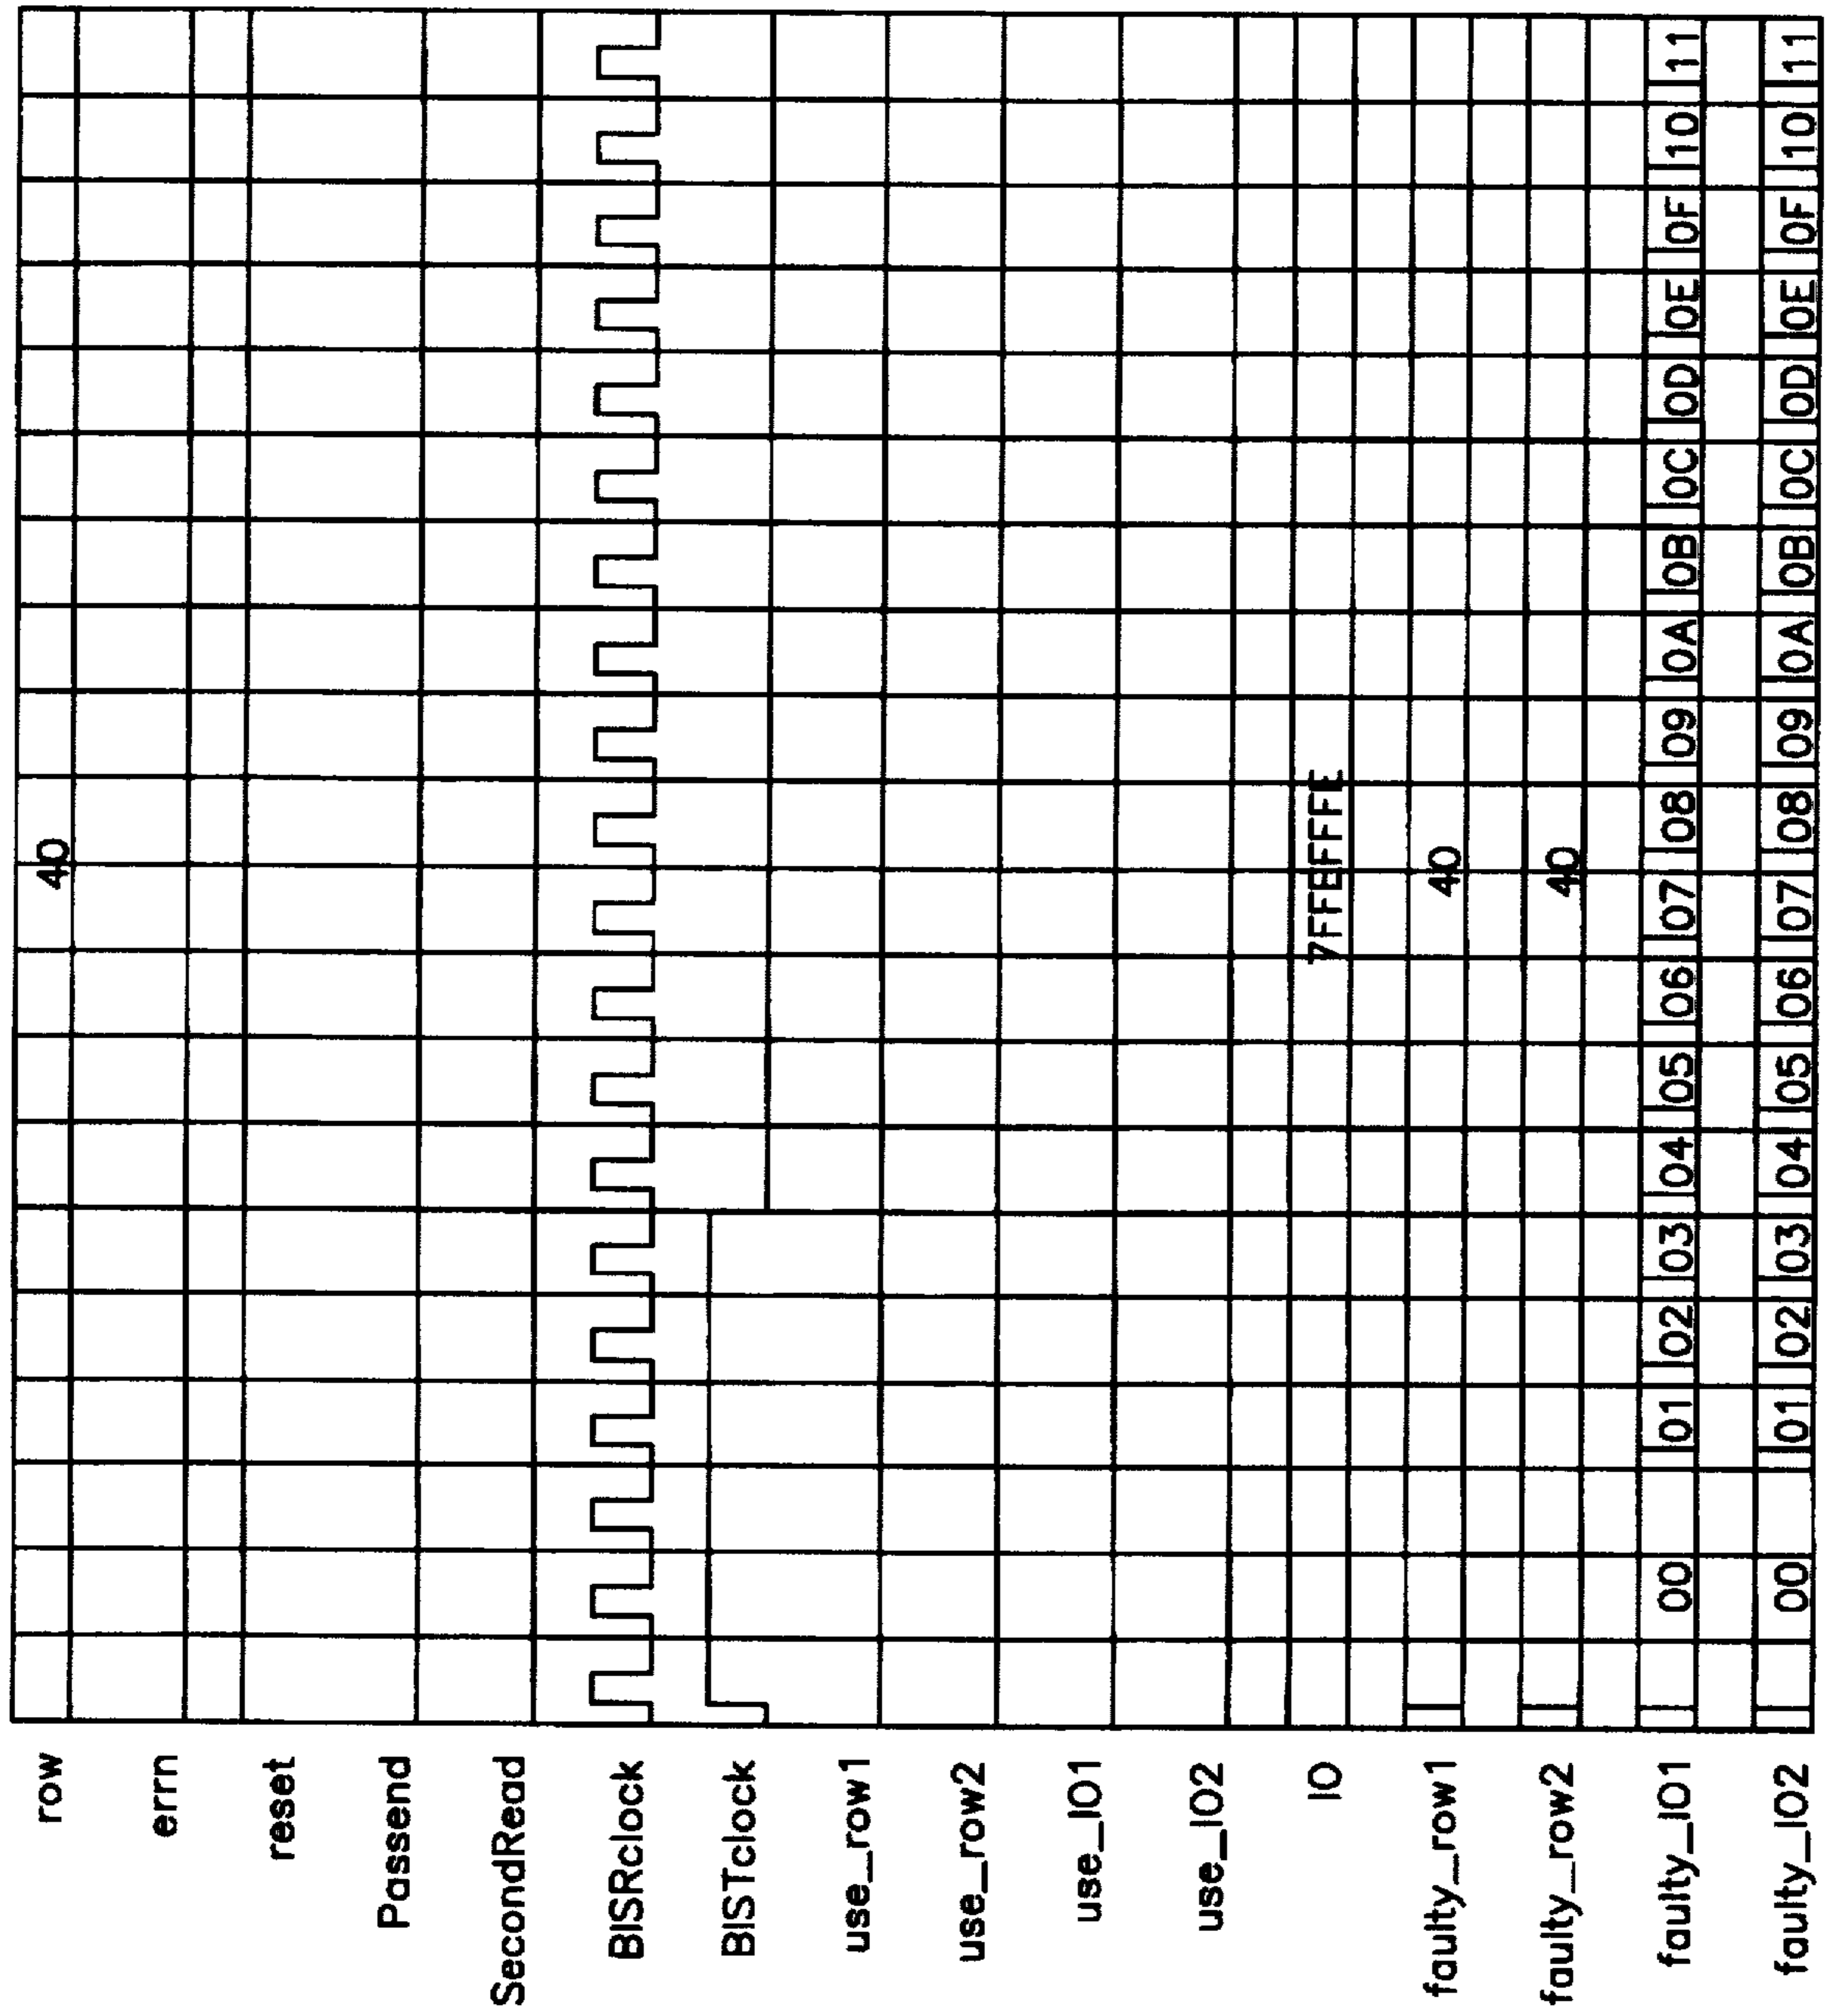 row 40
errn
reset
Passend
SecondRead
BISRclock
BISTclock
use_row1
use_row2
use_IO1
use_IO2
IO 7FFEFFFE
faulty_row1 40
faulty_row2 40
faulty_IO1 00 01 02 03 04 05 06 07 08 09 0A 0B 0C 0D 0E 0F 10 11
faulty_IO2 00 01 02 03 04 05 06 07 08 09 0A 0B 0C 0D 0E 0F 10 11